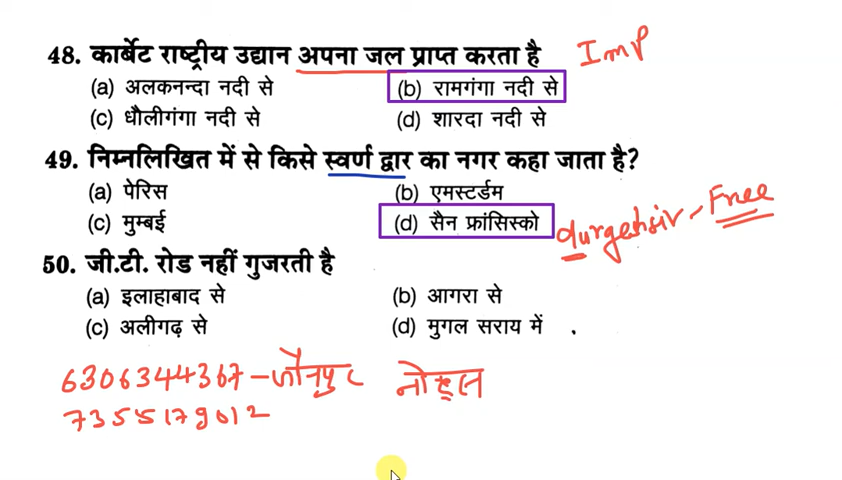 48. कार्बेट राष्ट्रीय उद्यान अपना जल प्राप्त करता है Imp
(a) अलकनन्दा नदी से (b) रामगंगा नदी से
(c) धौलीगंगा नदी से (d) शारदा नदी से
49. निम्नलिखित में से किसे स्वर्ण द्वार का नगर कहा जाता है?
(a) पेरिस (b) एमस्टर्डम
(c) मुम्बई (d) सैन फ्रांसिस्को
durgeshsir - Free
50. जी.टी. रोड नहीं गुजरती है
(a) इलाहाबाद से (b) आगरा से
(c) अलीगढ़ से (d) मुगल सराय में .
6306344367 - जौनपुर
7355179012